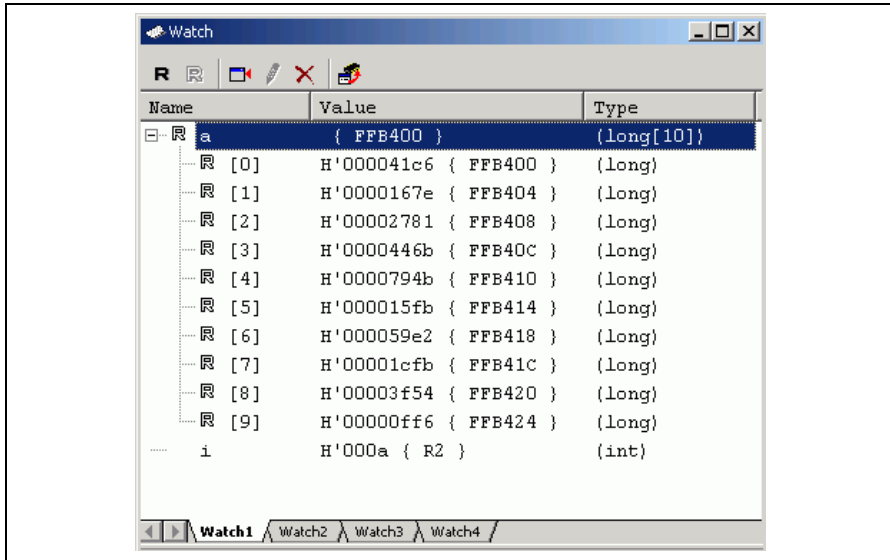 Watch
R R
Name Value Type
R a { FFB400 } (long[10])
R [0] H'000041c6 { FFB400 } (long)
R [1] H'0000167e { FFB404 } (long)
R [2] H'00002781 { FFB408 } (long)
R [3] H'0000446b { FFB40C } (long)
R [4] H'0000794b { FFB410 } (long)
R [5] H'000015fb { FFB414 } (long)
R [6] H'000059e2 { FFB418 } (long)
R [7] H'00001cfb { FFB41C } (long)
R [8] H'00003f54 { FFB420 } (long)
R [9] H'00000ff6 { FFB424 } (long)
i H'000a { R2 } (int)
Watch1 Watch2 Watch3 Watch4